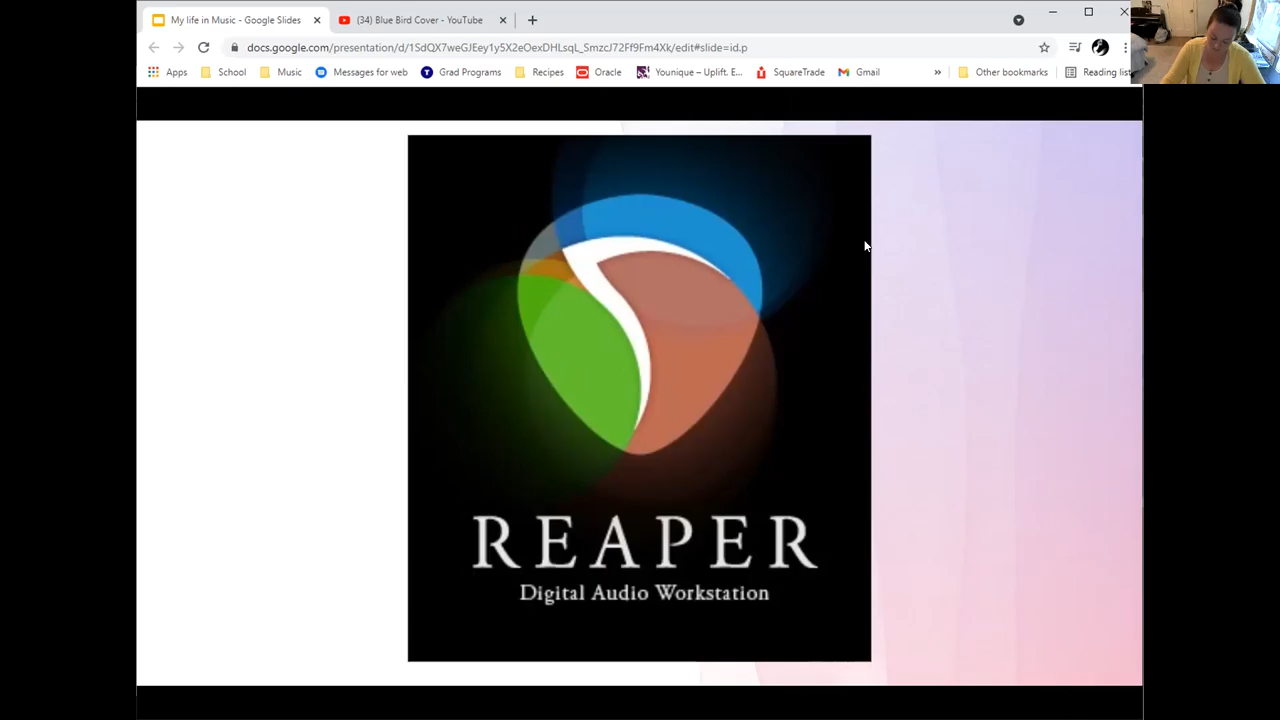 My life in Music - Google Slides
(34) Blue Bird Cover - YouTube
docs.google.com/presentation/d/1SdQX7weGJEey1y5X2eOexDHLsqL_SmzcJ72Ff9Fm4Xk/edit#slide=id.p
Apps School Music Messages for web Grad Programs Recipes Oracle Younique – Uplift. E... SquareTrade Gmail » Other bookmarks Reading list
REAPER
Digital Audio Workstation